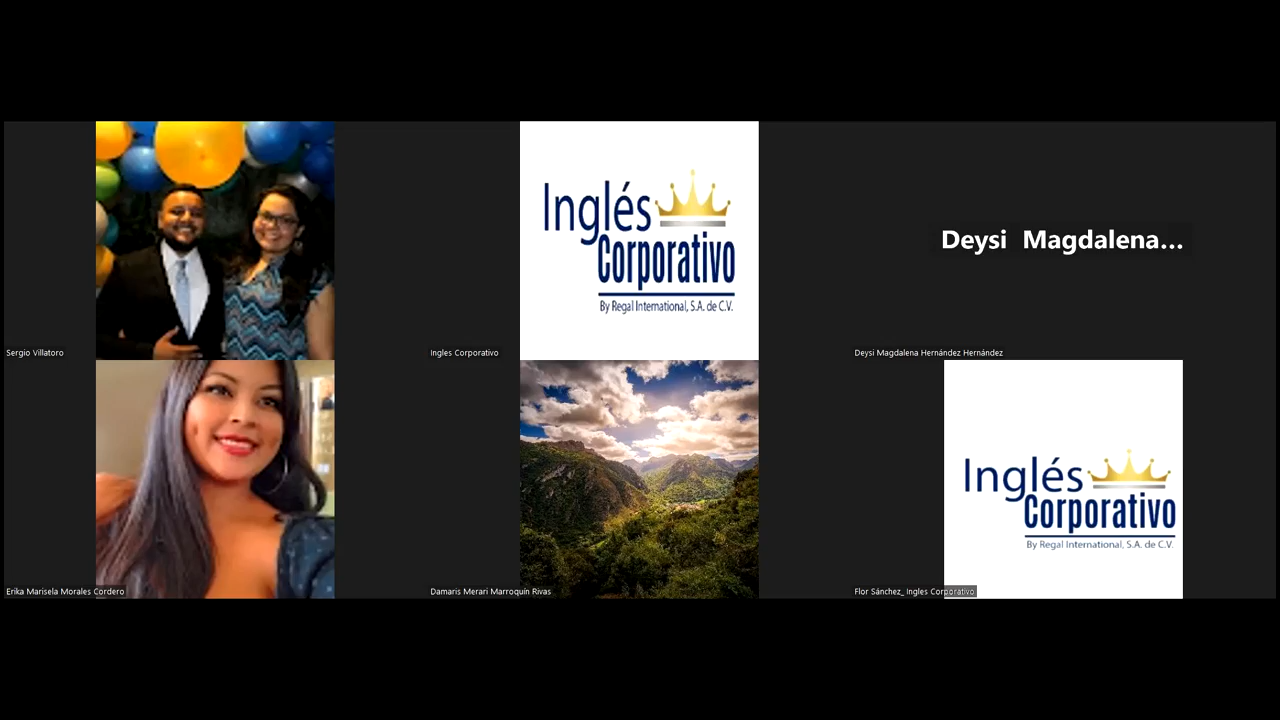 Inglés
Corporativo
By Regal International, S.A. de C.V.
Deysi Magdalena...
Sergio Villatoro
Ingles Corporativo
Deysi Magdalena Hernández Hernández
Inglés
Corporativo
By Regal International, S.A. de C.V.
Erika Marisela Morales Cordero
Damaris Merari Marroquín Rivas
Flor Sánchez_ Ingles Corporativo